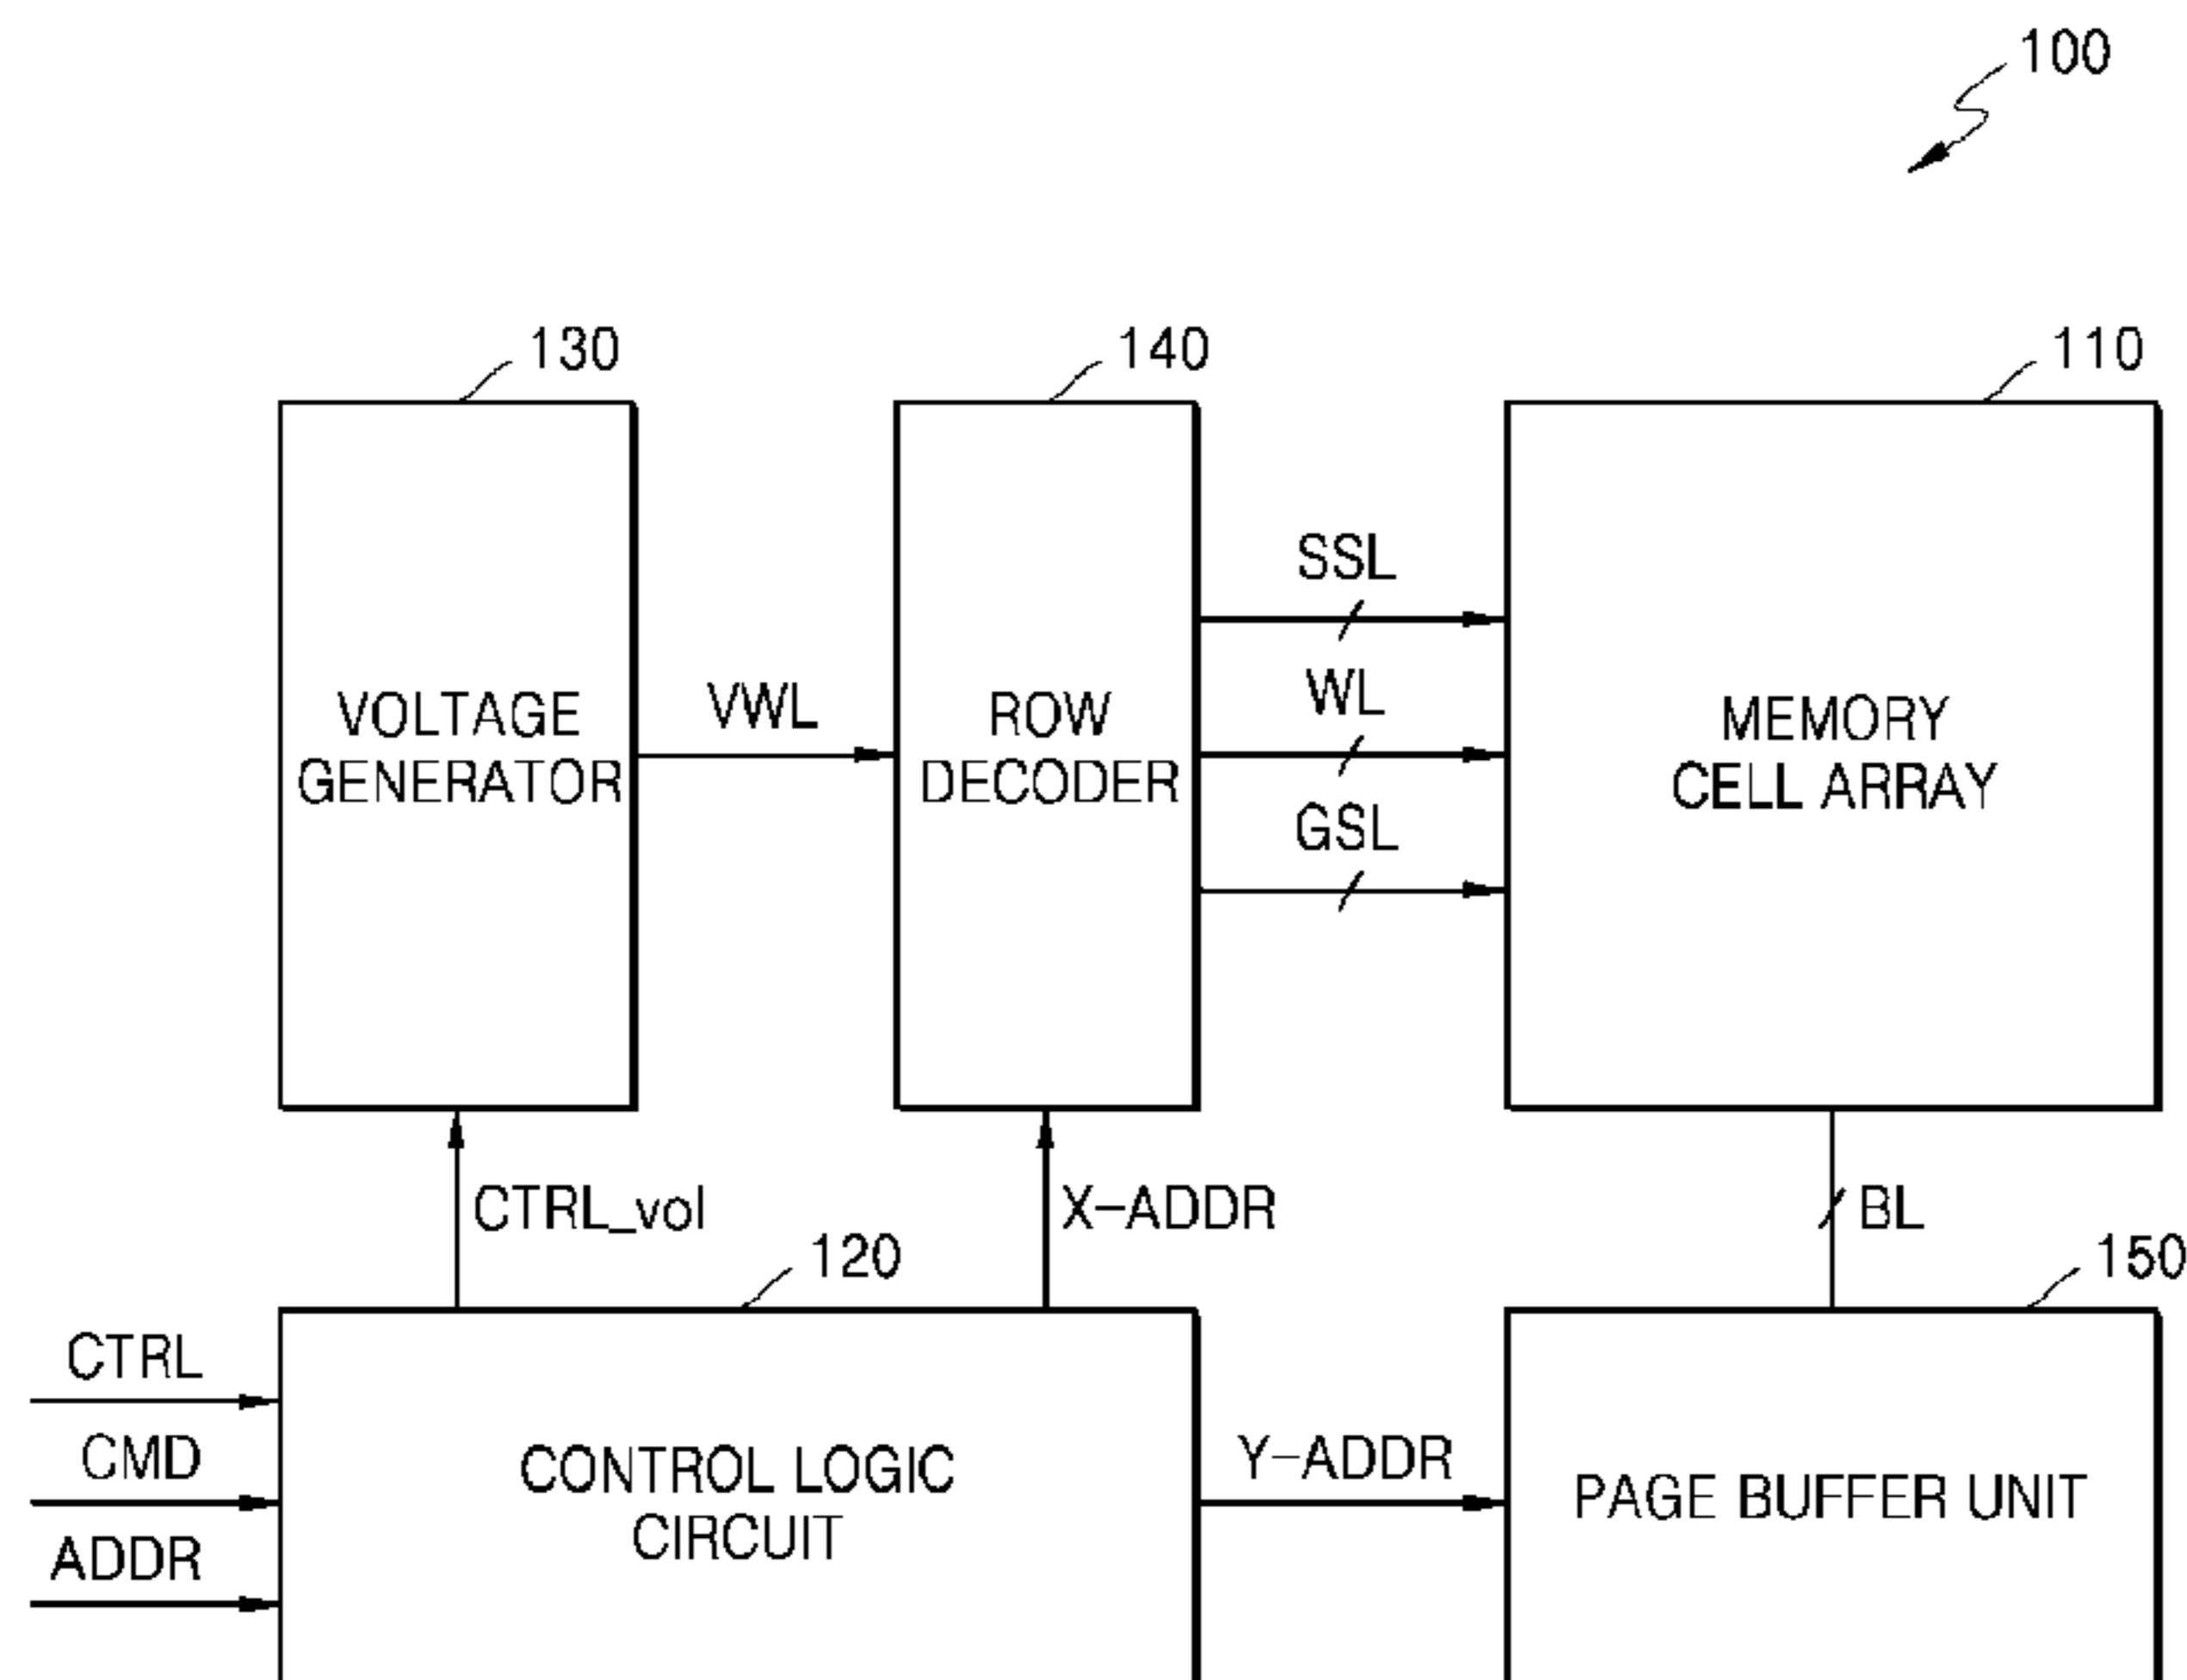 100
130
140
110
SSL
VOLTAGE
GENERATOR
VWL
ROW
DECODER
WL
MEMORY
CELL ARRAY
GSL
CTRL_vol
X-ADDR
BL
120
150
CTRL
CMD
ADDR
CONTROL LOGIC
CIRCUIT
Y-ADDR
PAGE BUFFER UNIT